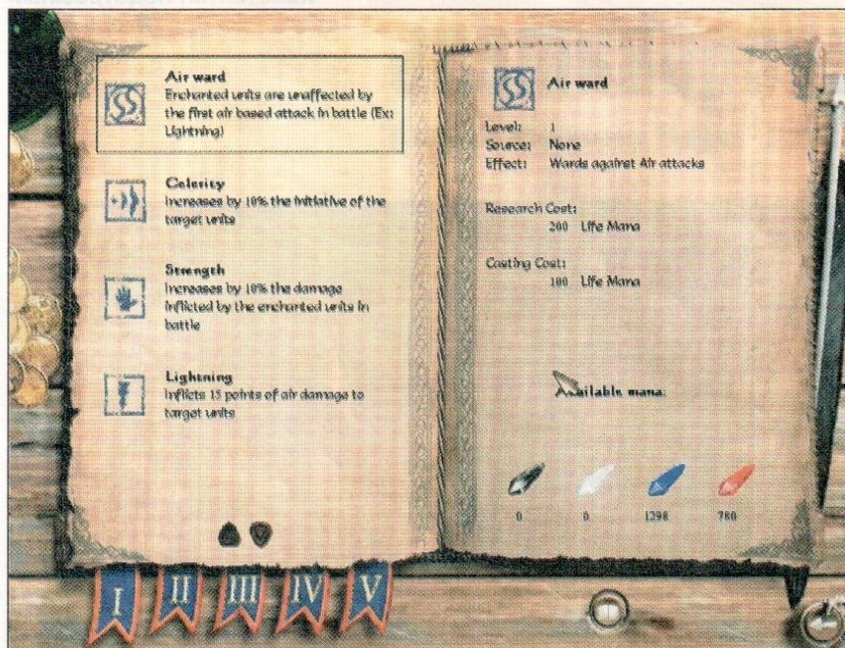 Air ward
Enchanted units are unaffected by
the first air based attack in battle (Ex:
Lightning)
Celerity
Increases by 10% the initiative of the
target units
Strength
Increases by 10% the damage
inflicted by the enchanted units in
battle
Lightning
Inflicts 15 points of air damage to
target units
I II III IV V
Air ward
Level: 1
Source: None
Effect: Wards against Air attacks
Research Cost:
200 Life Mana
Casting Cost:
100 Life Mana
Available mana:
0 0 1298 780